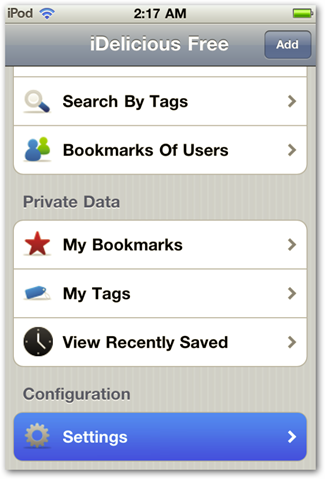 iPod 2:17 AM
iDelicious Free Add
Search By Tags
Bookmarks Of Users
Private Data
My Bookmarks
My Tags
View Recently Saved
Configuration
Settings